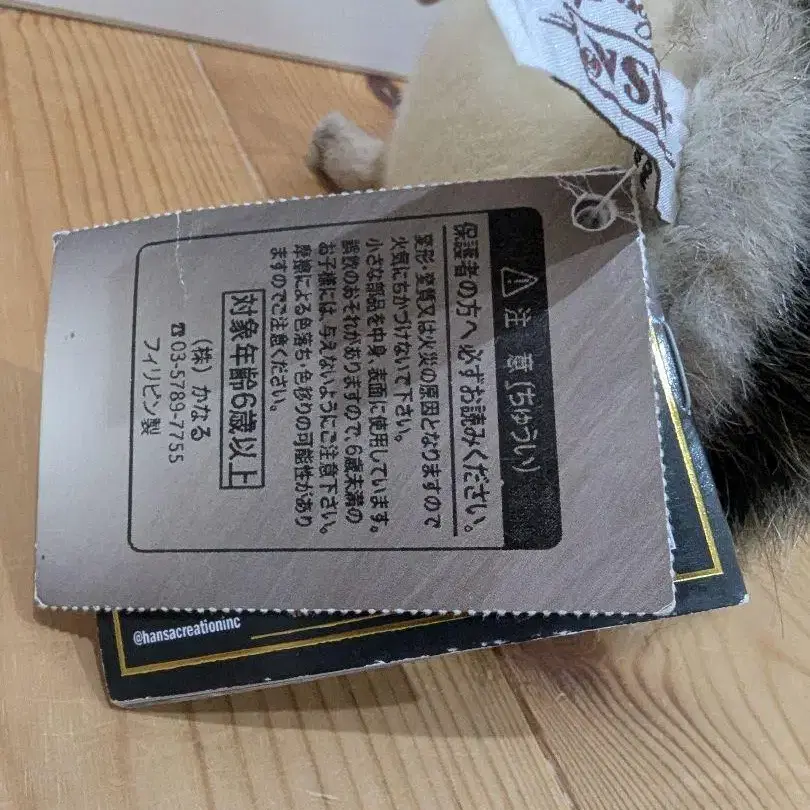 ⚠ 注 意(ちゅうい)
保護者の方へ 必ずお読みください。
変形・変質又は火災の原因となりますので
火気にちかづけないで下さい。
小さな部品を中身、表面に使用しています。
誤飲のおそれがありますので、6歳未満の
お子様には、与えないようにご注意下さい。
摩擦による色落ち・色移りの可能性があり
ますのでご注意ください。
対象年齢6歳以上
(株) かなる
☎03-5789-7755
フィリピン製
@hansacreationinc